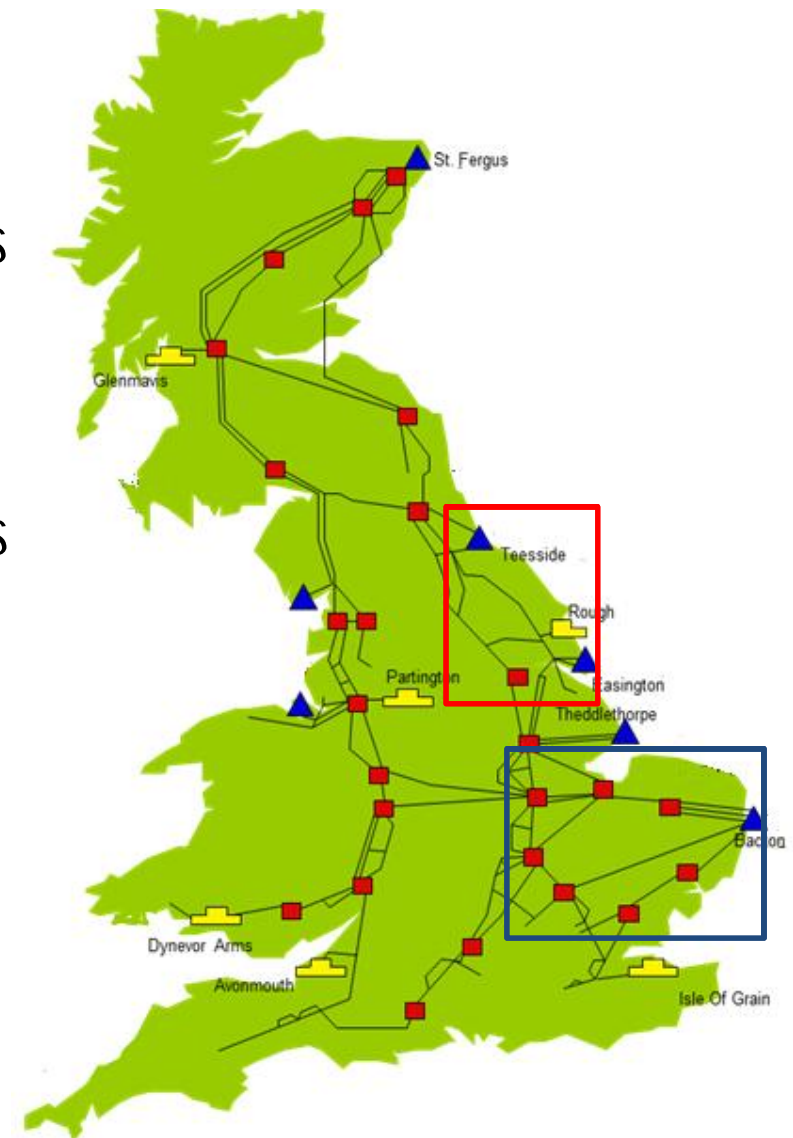 St. Fergus
s
Glenmavis
s
Teesside
Rough
Partington
Easington
Theddlethorpe
Bacton
Dynevor Arms
Avonmouth
Isle Of Grain